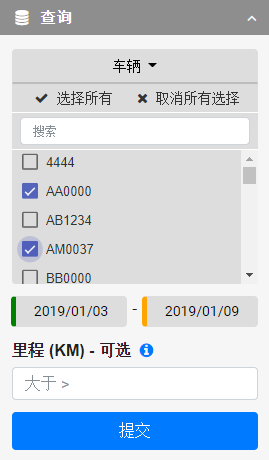 查询
车辆
选择所有 取消所有选择
搜索
4444
AA0000
AB1234
AM0037
BB0000
2019/01/03 - 2019/01/09
里程 (KM) - 可选
大于 >
提交